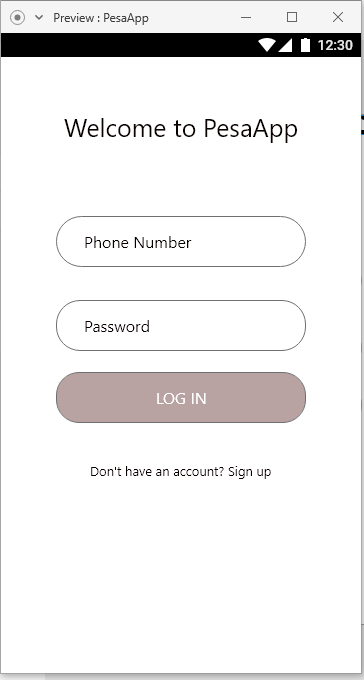 Preview : PesaApp
12:30
Welcome to PesaApp
Phone Number
Password
LOG IN
Don't have an account? Sign up